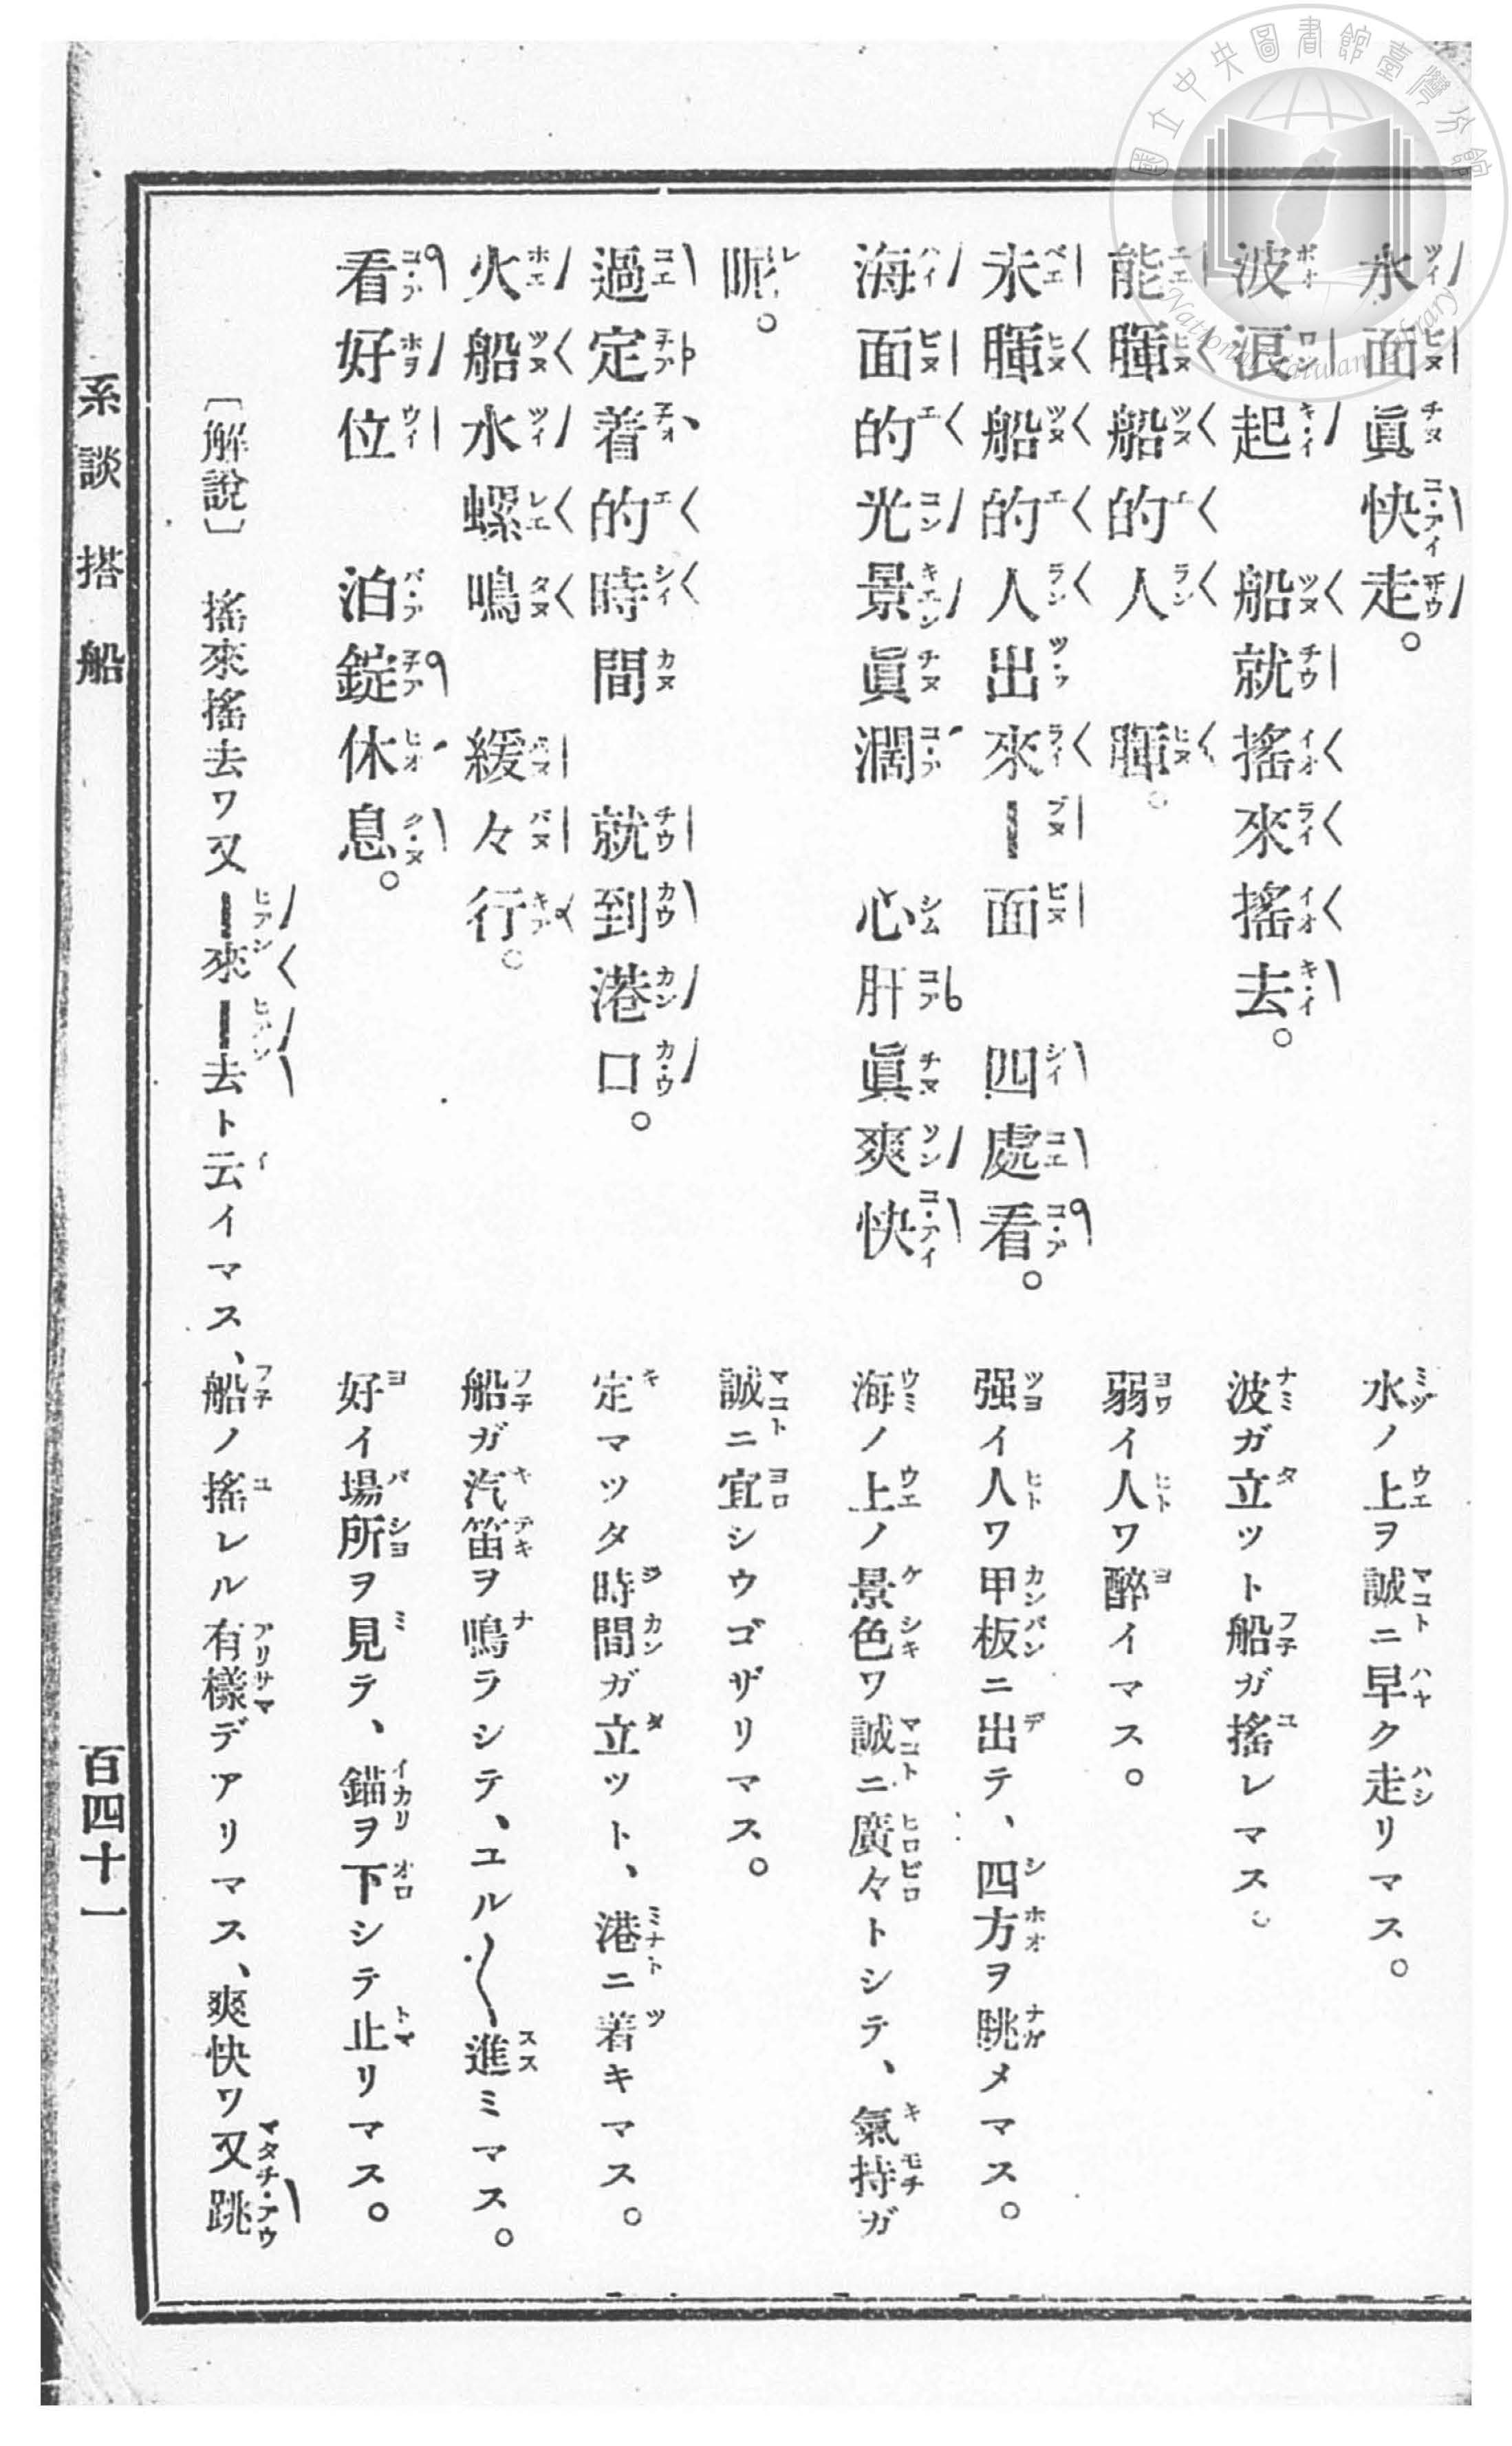 水面眞快走。
水ノ上ヲ誠ニ早ク走リマス。
波浪起　船就搖來搖去。
波ガ立ット船ガ搖レマス。
能暉船的人　暉。
弱イ人ワ醉イマス。
未暉船的人出來ー面　四處看。
强イ人ワ甲板ニ出テ、四方ヲ眺メマス。
海面的光景眞濶　心肝眞爽快
海ノ上ノ景色ワ誠ニ廣々トシテ、氣持ガ
呢。
誠ニ宜シウゴザリマス。
過定着的時間　就到港口。
定マツタ時間ガ立ット、港ニ着キマス。
火船水螺鳴　緩々行。
船ガ汽笛ヲ鳴ラシテ、ユル〱進ミマス。
看好位　泊錠休息。
好イ場所ヲ見テ、錨ヲ下シテ止リマス。
〔解說〕　搖來搖去ワ又ー來ー去ト云イマス、船ノ搖レル有樣デアリマス、爽快ワ又跳
系談　搭船
百四十一
國立中央圖書館臺灣分館
National Taiwan Library